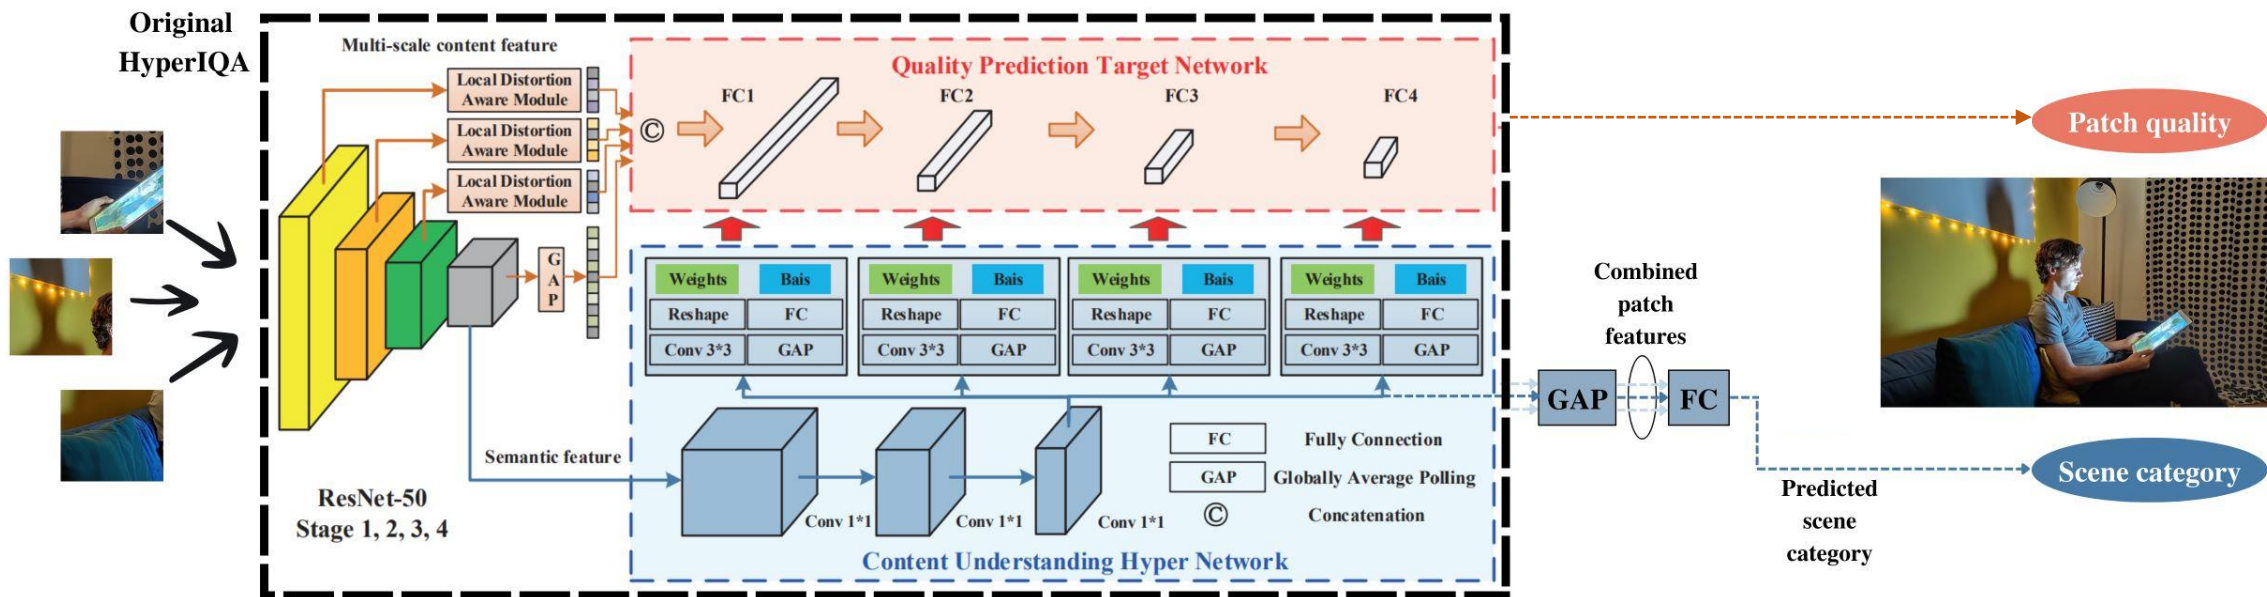 Original
HyperIQA
Multi-scale content feature
Local Distortion
Aware Module
Local Distortion
Aware Module
Local Distortion
Aware Module
G
A
P
ResNet-50
Stage 1, 2, 3, 4
Semantic feature
Quality Prediction Target Network
FC1
FC2
FC3
FC4
©
Weights Bais
Reshape FC
Conv 3*3 GAP
Weights Bais
Reshape FC
Conv 3*3 GAP
Weights Bais
Reshape FC
Conv 3*3 GAP
Weights Bais
Reshape FC
Conv 3*3 GAP
Conv 1*1
Conv 1*1
Conv 1*1
FC Fully Connection
GAP Globally Average Polling
© Concatenation
Content Understanding Hyper Network
Combined
patch
features
GAP
FC
Predicted
scene
category
Patch quality
Scene category